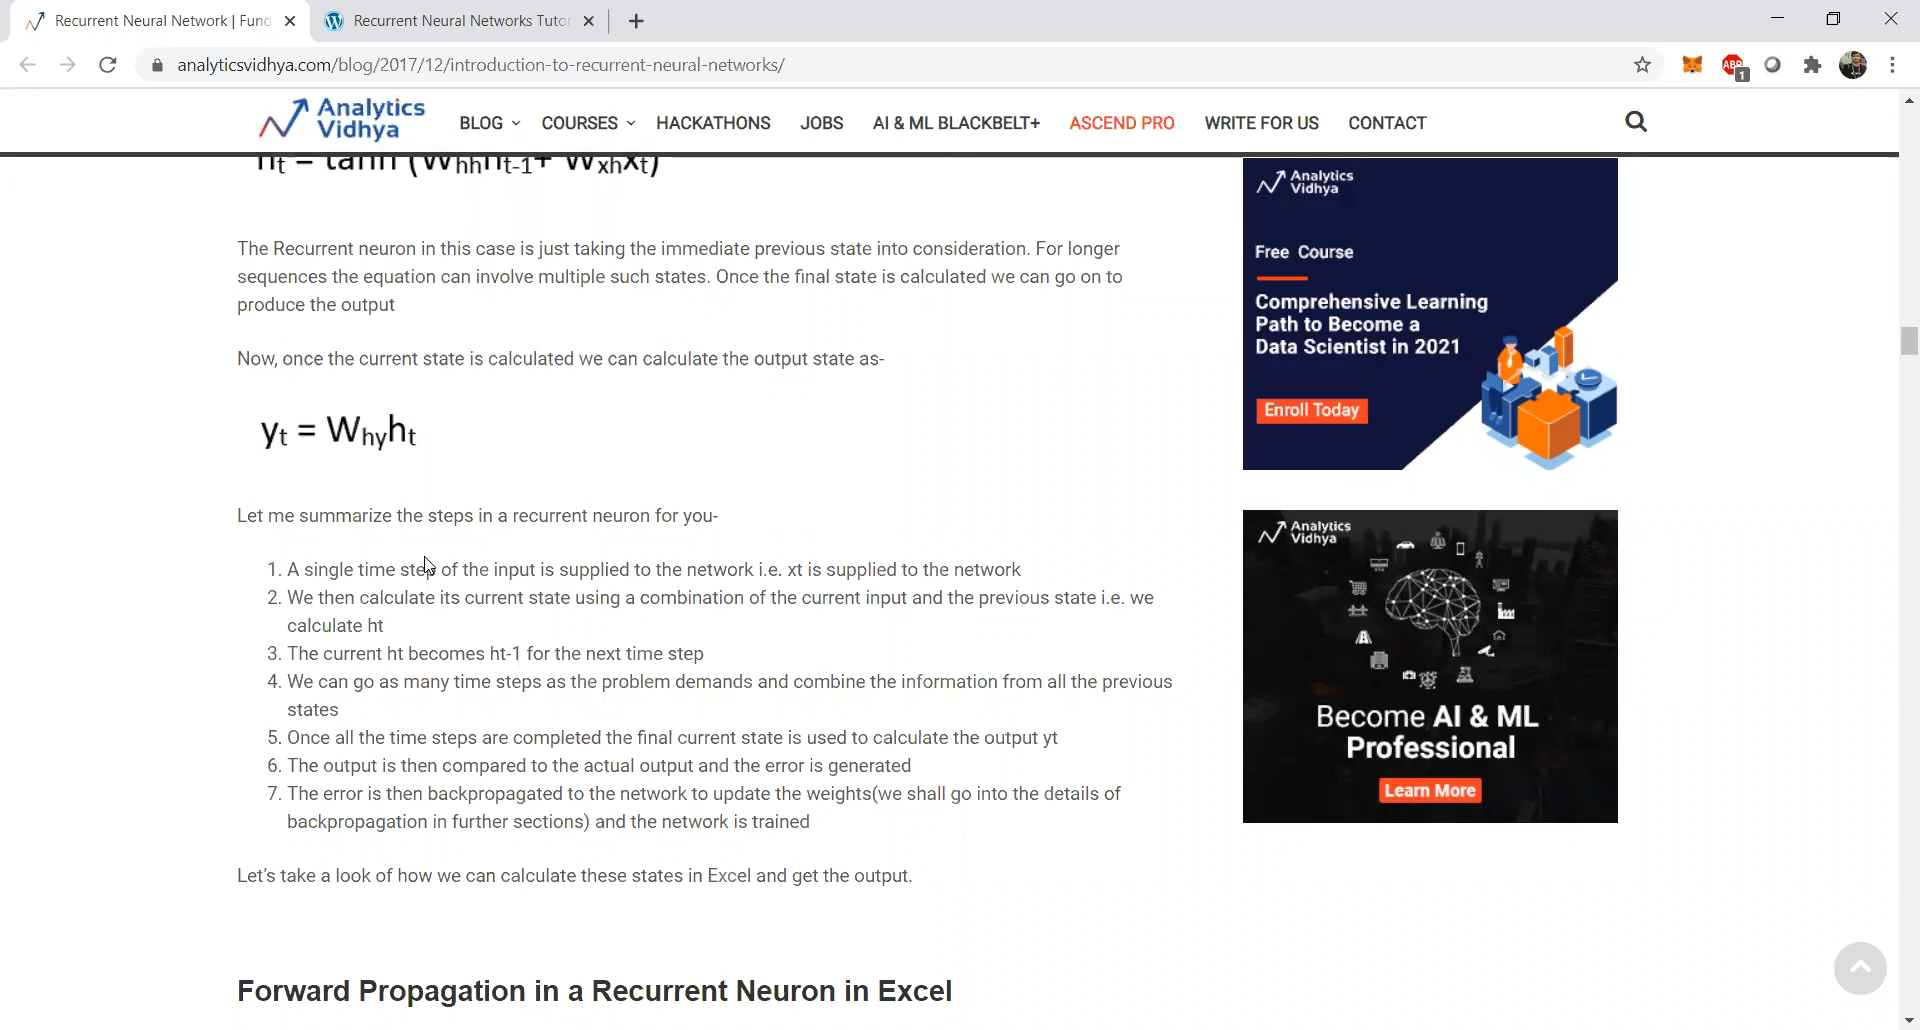 Recurrent Neural Network | Fund
Recurrent Neural Networks Tutor
analyticsvidhya.com/blog/2017/12/introduction-to-recurrent-neural-networks/
ABP
1
Analytics
Vidhya
BLOG COURSES HACKATHONS JOBS AI & ML BLACKBELT+ ASCEND PRO WRITE FOR US CONTACT
ht = tanh (Whhht-1+ Wxhxt)
The Recurrent neuron in this case is just taking the immediate previous state into consideration. For longer
sequences the equation can involve multiple such states. Once the final state is calculated we can go on to
produce the output
Now, once the current state is calculated we can calculate the output state as-
yt = Whyht
Let me summarize the steps in a recurrent neuron for you-
1. A single time step of the input is supplied to the network i.e. xt is supplied to the network
2. We then calculate its current state using a combination of the current input and the previous state i.e. we
calculate ht
3. The current ht becomes ht-1 for the next time step
4. We can go as many time steps as the problem demands and combine the information from all the previous
states
5. Once all the time steps are completed the final current state is used to calculate the output yt
6. The output is then compared to the actual output and the error is generated
7. The error is then backpropagated to the network to update the weights(we shall go into the details of
backpropagation in further sections) and the network is trained
Let's take a look of how we can calculate these states in Excel and get the output.
Forward Propagation in a Recurrent Neuron in Excel
Analytics
Vidhya
Free Course
Comprehensive Learning
Path to Become a
Data Scientist in 2021
Enroll Today
Analytics
Vidhya
Become AI & ML
Professional
Learn More